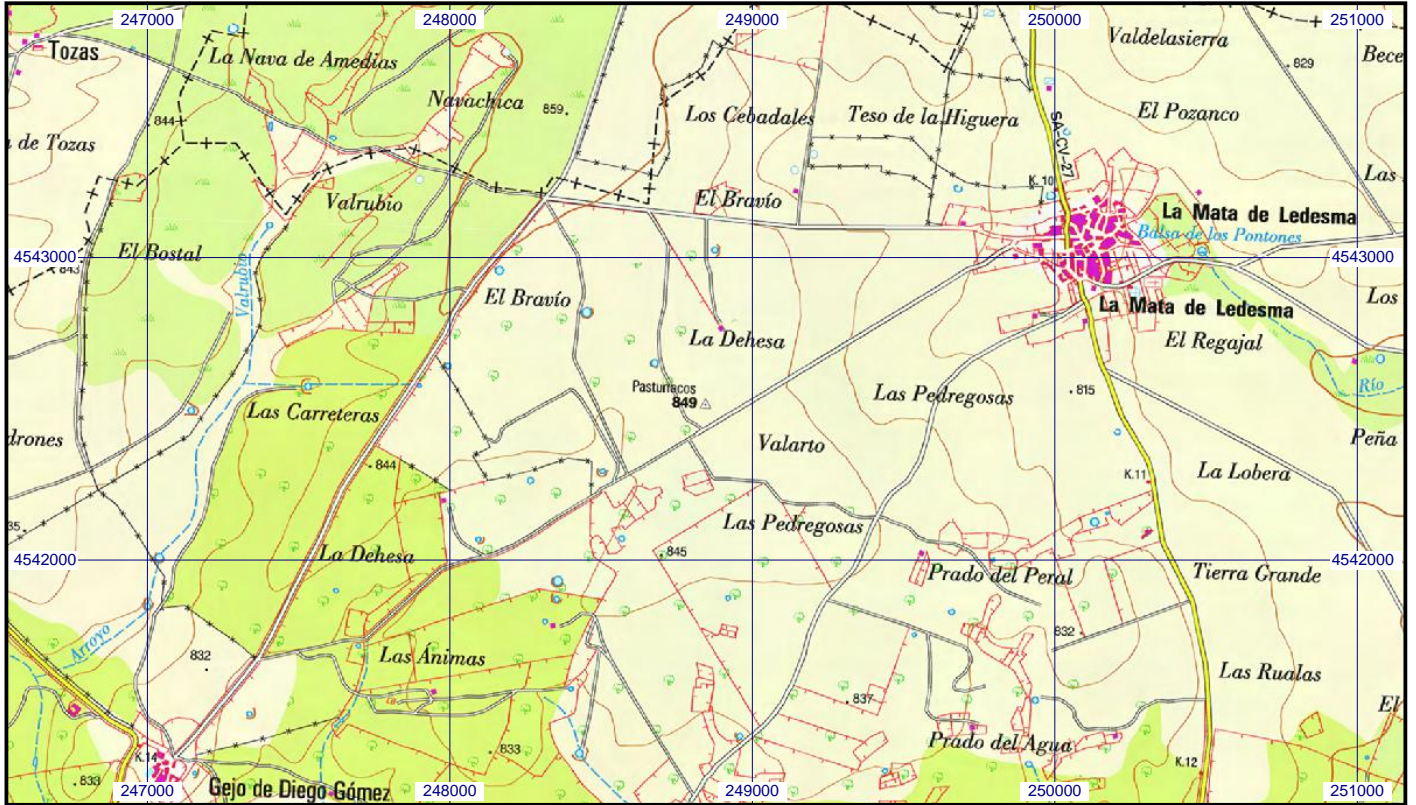 247000 248000 249000 250000 251000
Tozas
La Nava de Amedias
Valdelasierra
829
Bece
Navachica
859
El Pozanco
844
Los Cebadales
Teso de la Higuera
SA-CV-27
de Tozas
Las
K.10
Valrubio
El Bravío
La Mata de Ledesma
Balsa de los Pontones
El Bostal
4543000 4543000
843
Valrubio
El Bravío
Los
La Mata de Ledesma
La Dehesa
El Regajal
Pasturiacos
849
Las Pedregosas
815
Río
Las Carreteras
drones
Valarto
Peña
844
K.11
La Lobera
35
Las Pedregosas
La Dehesa
845
4542000 4542000
Prado del Peral
Tierra Grande
832
Arroyo
832
Las Ánimas
Las Rualas
837
El
833
Prado del Agua
K.14
K.12
833
Gejo de Diego Gómez
247000 248000 249000 250000 251000